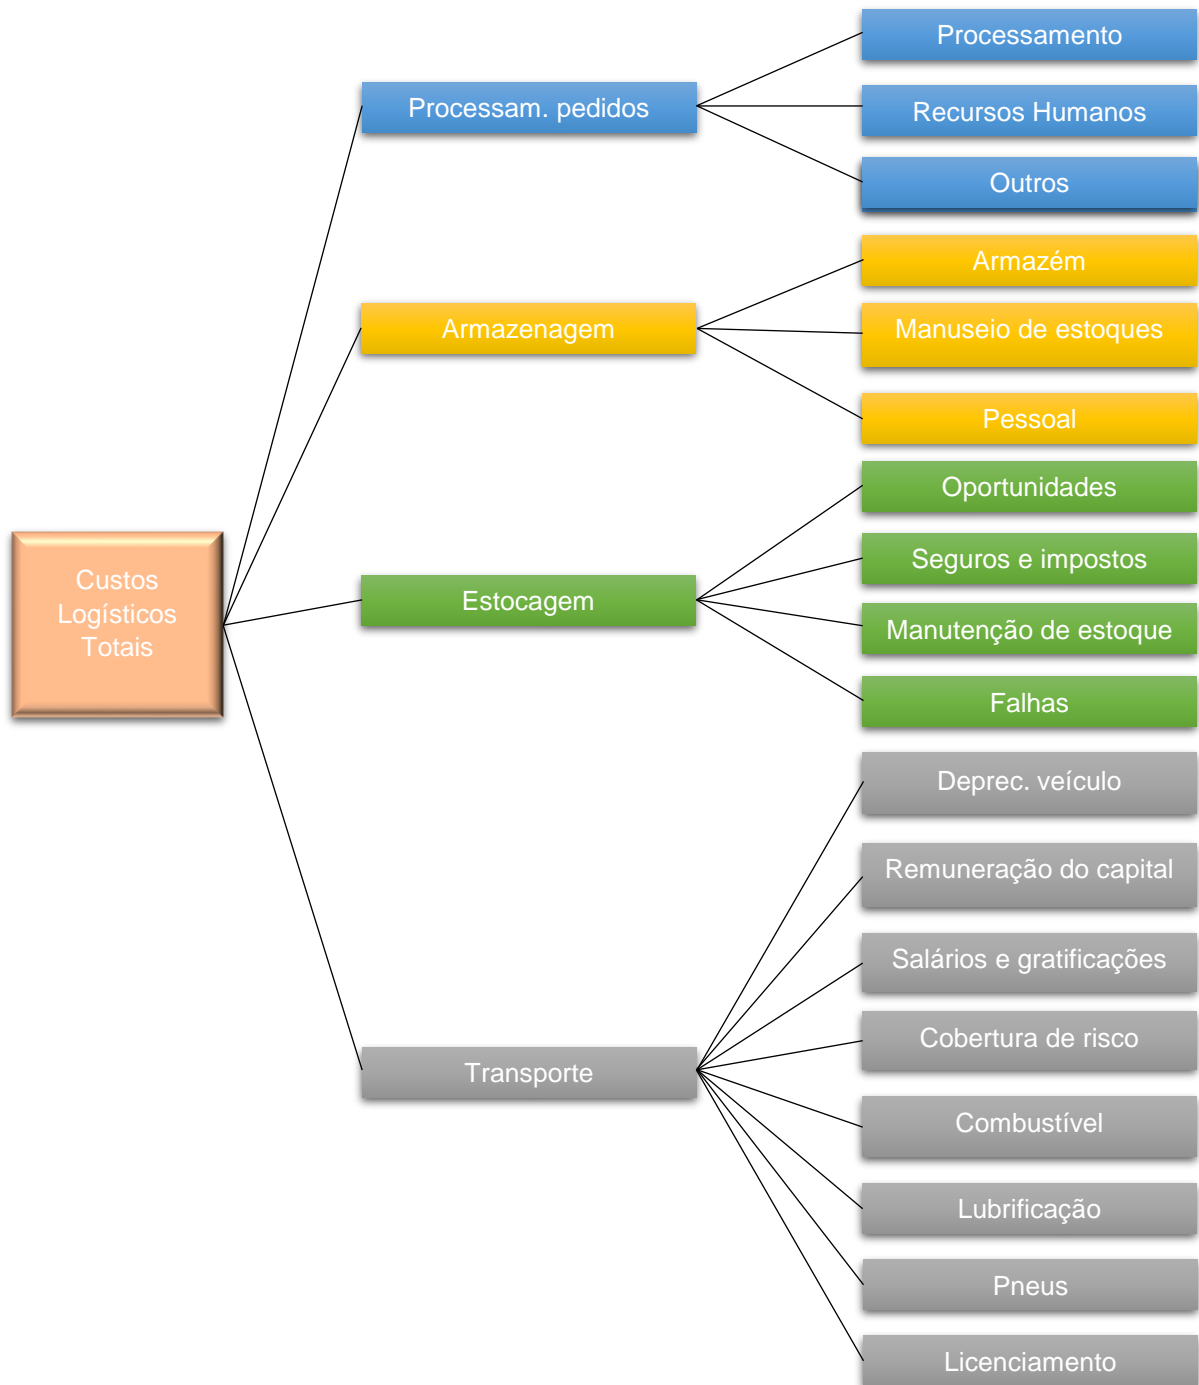 Custos
Logísticos
Totais
Processam. pedidos
Processamento
Recursos Humanos
Outros
Armazenagem
Armazém
Manuseio de estoques
Pessoal
Estocagem
Oportunidades
Seguros e impostos
Manutenção de estoque
Falhas
Transporte
Deprec. veículo
Remuneração do capital
Salários e gratificações
Cobertura de risco
Combustível
Lubrificação
Pneus
Licenciamento